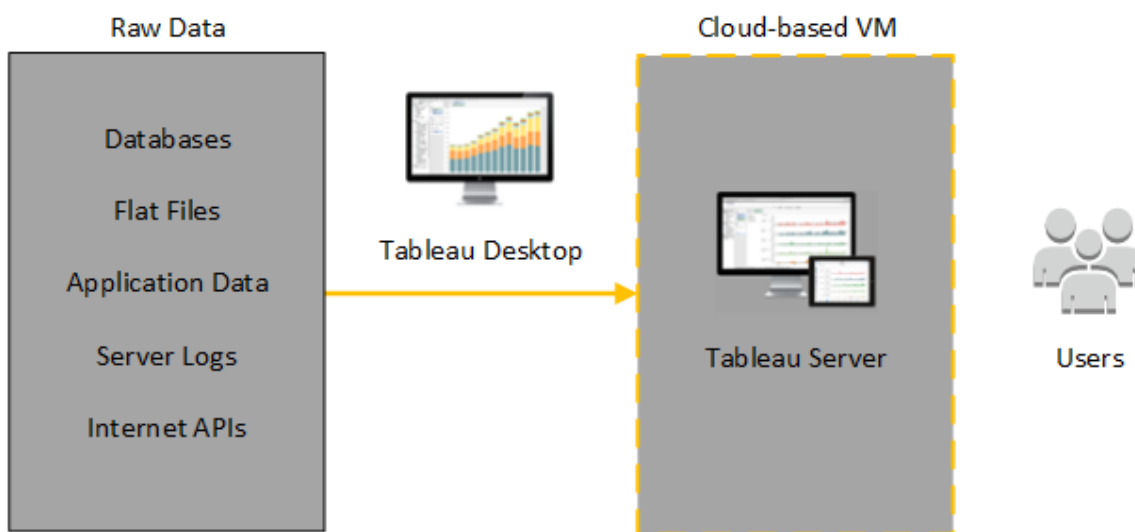 Raw Data
Databases
Flat Files
Application Data
Server Logs
Internet APIs
Tableau Desktop
Cloud-based VM
Tableau Server
Users